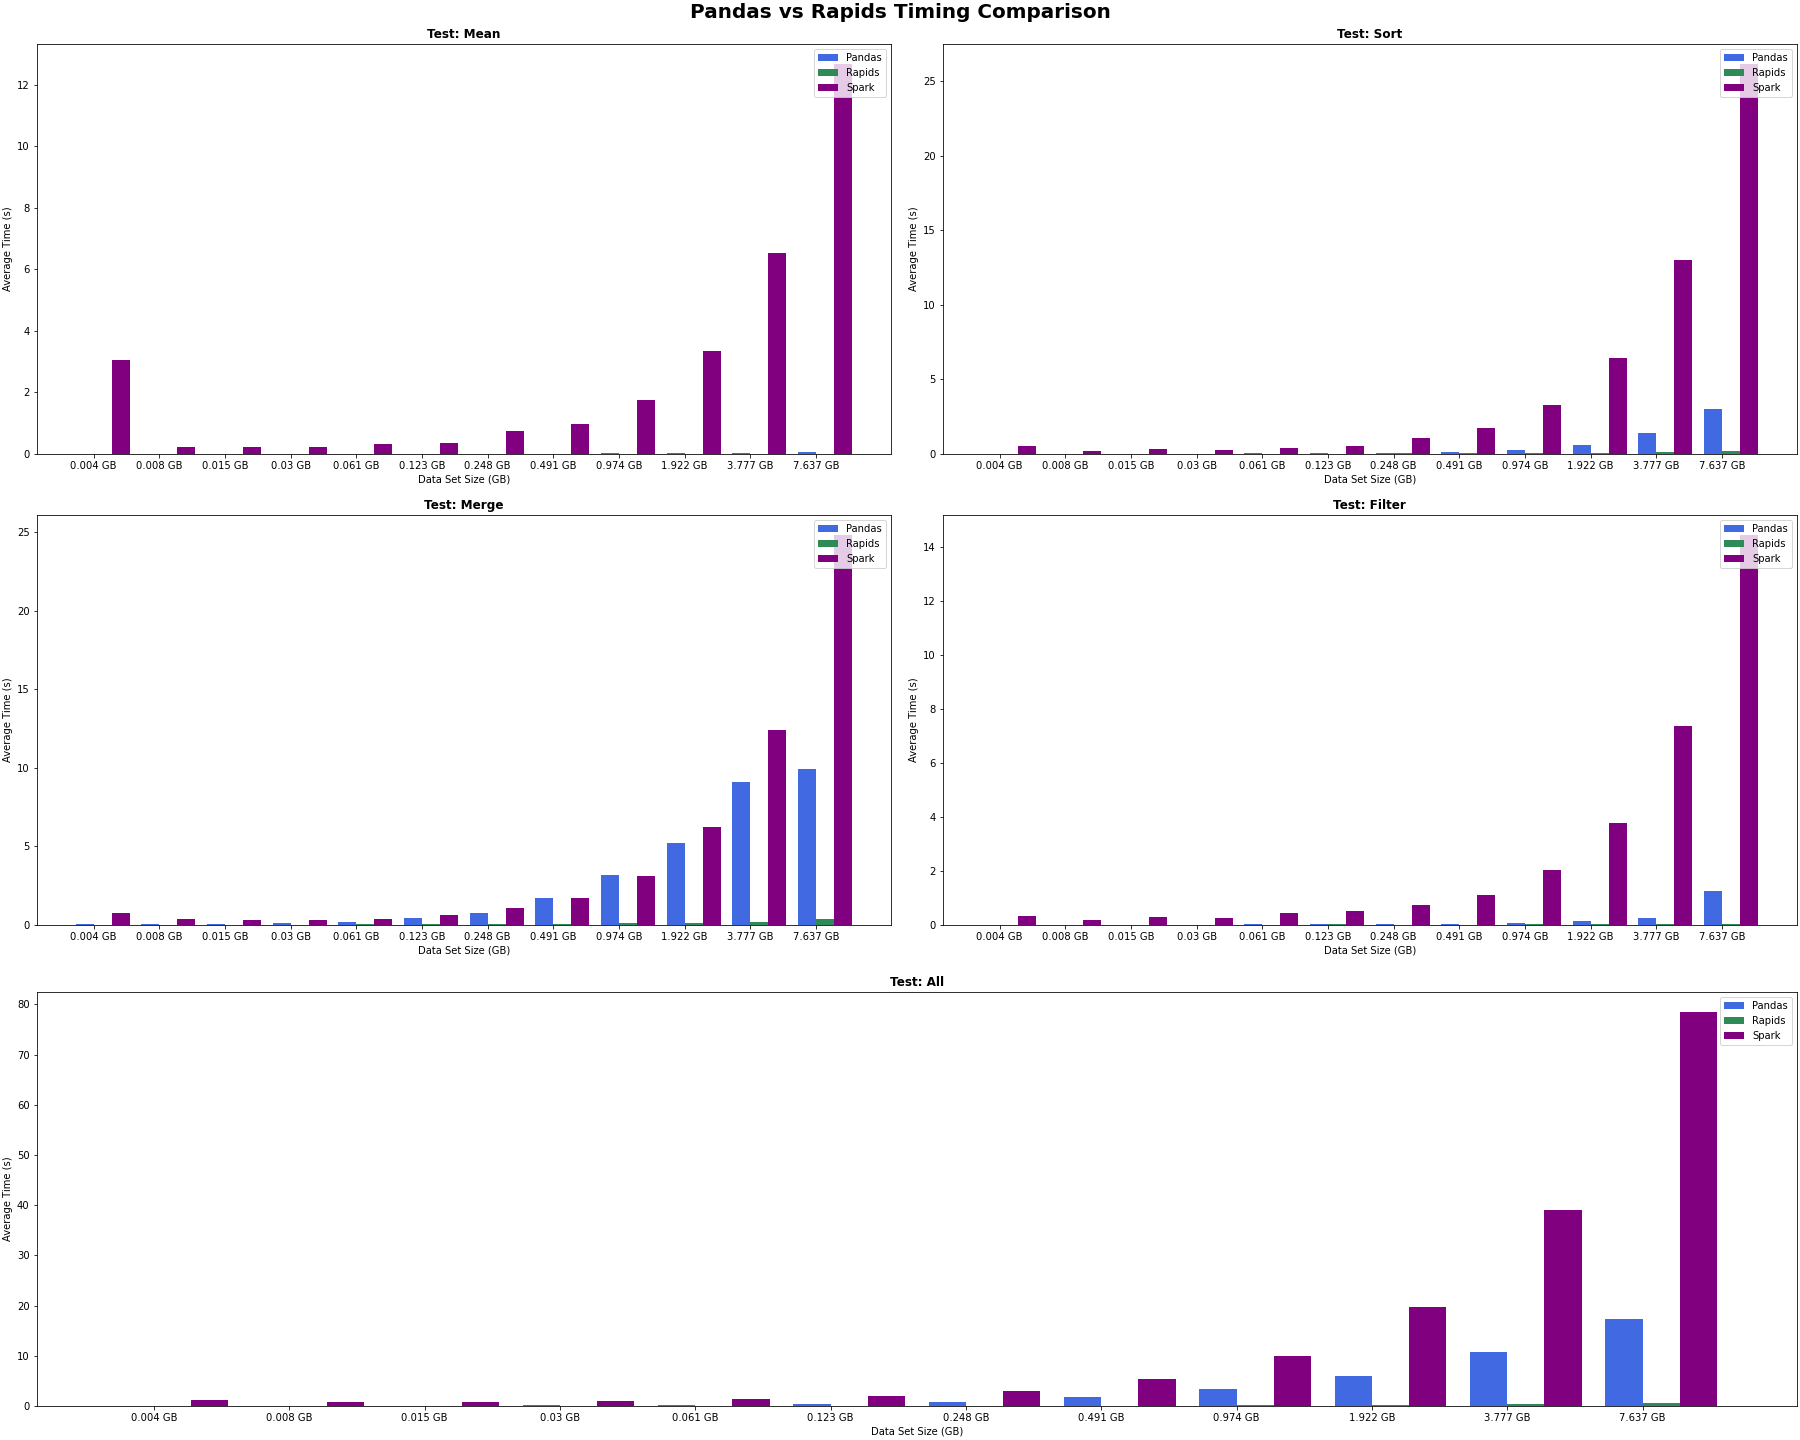 Pandas vs Rapids Timing Comparison
Test: Mean
Average Time (s)
12
10
8
6
4
2
0
Pandas
Rapids
Spark
0.004 GB 0.008 GB 0.015 GB 0.03 GB 0.061 GB 0.123 GB 0.248 GB 0.491 GB 0.974 GB 1.922 GB 3.777 GB 7.637 GB
Data Set Size (GB)
Test: Sort
Average Time (s)
25
20
15
10
5
0
Pandas
Rapids
Spark
0.004 GB 0.008 GB 0.015 GB 0.03 GB 0.061 GB 0.123 GB 0.248 GB 0.491 GB 0.974 GB 1.922 GB 3.777 GB 7.637 GB
Data Set Size (GB)
Test: Merge
Average Time (s)
25
20
15
10
5
0
Pandas
Rapids
Spark
0.004 GB 0.008 GB 0.015 GB 0.03 GB 0.061 GB 0.123 GB 0.248 GB 0.491 GB 0.974 GB 1.922 GB 3.777 GB 7.637 GB
Data Set Size (GB)
Test: Filter
Average Time (s)
14
12
10
8
6
4
2
0
Pandas
Rapids
Spark
0.004 GB 0.008 GB 0.015 GB 0.03 GB 0.061 GB 0.123 GB 0.248 GB 0.491 GB 0.974 GB 1.922 GB 3.777 GB 7.637 GB
Data Set Size (GB)
Test: All
Average Time (s)
80
70
60
50
40
30
20
10
0
Pandas
Rapids
Spark
0.004 GB 0.008 GB 0.015 GB 0.03 GB 0.061 GB 0.123 GB 0.248 GB 0.491 GB 0.974 GB 1.922 GB 3.777 GB 7.637 GB
Data Set Size (GB)